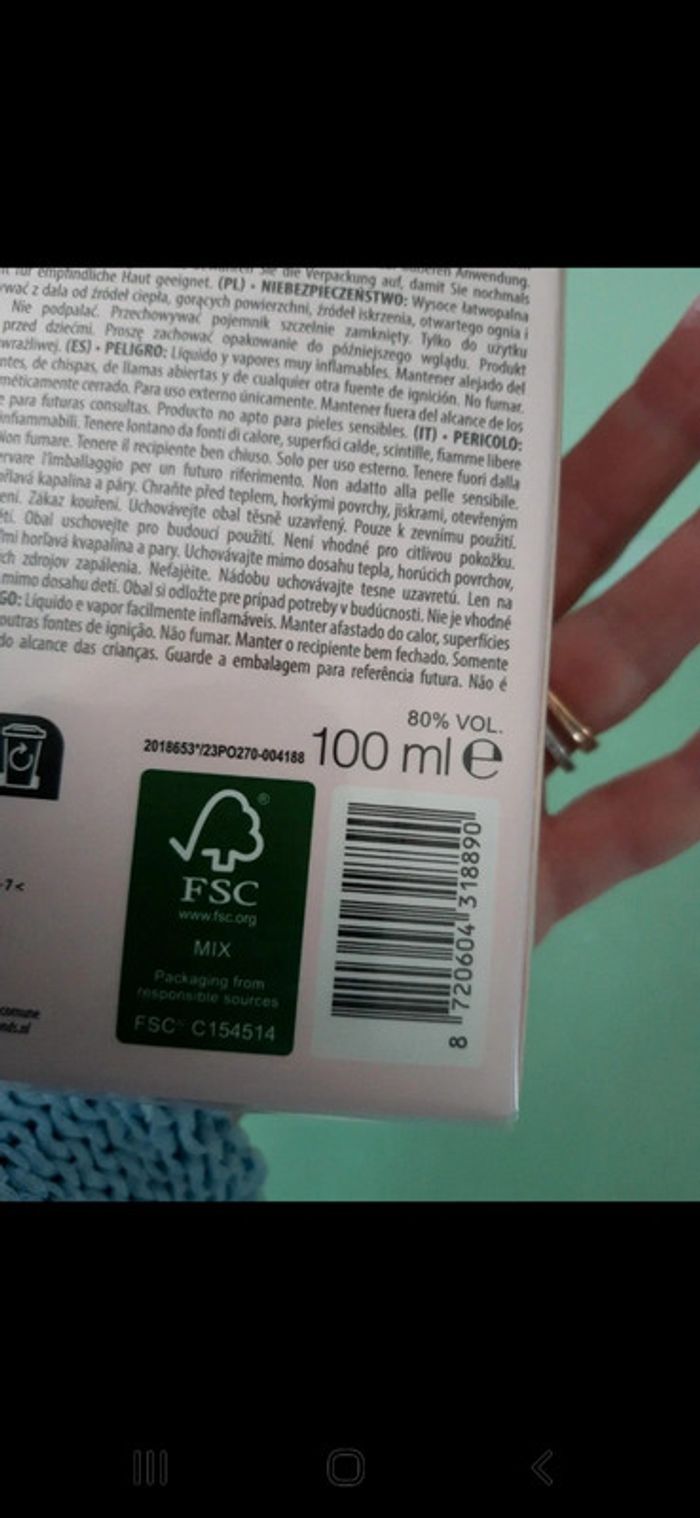 Sie die Verpackung auf, damit Sie nochmals
für empfindliche Haut geeignet. (PL) • NIEBEZPIECZEŃSTWO: Wysoce łatwopalna
z dala od źródeł ciepła, gorących powierzchni, źródeł iskrzenia, otwartego ognia i
Nie podpalać. Przechowywać pojemnik szczelnie zamknięty. Tylko do użytku
przed dziećmi. Proszę zachować opakowanie do późniejszego wglądu. Produkt
(ES) • PELIGRO: Líquido y vapores muy inflamables. Mantener alejado del
de chispas, de llamas abiertas y de cualquier otra fuente de ignición. No fumar.
méticamente cerrado. Para uso externo únicamente. Mantener fuera del alcance de los
para futuras consultas. Producto no apto para pieles sensibles. (IT) • PERICOLO:
infiammabili. Tenere lontano da fonti di calore, superfici calde, scintille, fiamme libere
Non fumare. Tenere il recipiente ben chiuso. Solo per uso esterno. Tenere fuori dalla
l'imballaggio per un futuro riferimento. Non adatto alla pelle sensibile.
kapalina a páry. Chraňte před teplem, horkými povrchy, jiskrami, otevřeným
Zákaz kouření. Uchovávejte obal těsně uzavřený. Pouze k zevnímu použití.
Obal uschovejte pro budoucí použití. Není vhodné pro citlivou pokožku.
horľavá kvapalina a pary. Uchovávajte mimo dosahu tepla, horúcich povrchov,
zdrojov zapálenia. Nefajčite. Nádobu uchovávajte tesne uzavretú. Len na
mimo dosahu detí. Obal si odložte pre prípad potreby v budúcnosti. Nie je vhodné
GO: Líquido e vapor facilmente inflamáveis. Manter afastado do calor, superfícies
outras fontes de ignição. Não fumar. Manter o recipiente bem fechado. Somente
do alcance das crianças. Guarde a embalagem para referência futura. Não é
80% VOL.
2018653*/23PO270-004188 100 ml e
FSC
®
www.fsc.org
MIX
Packaging from
responsible sources
FSC™ C154514
8 720604 318890